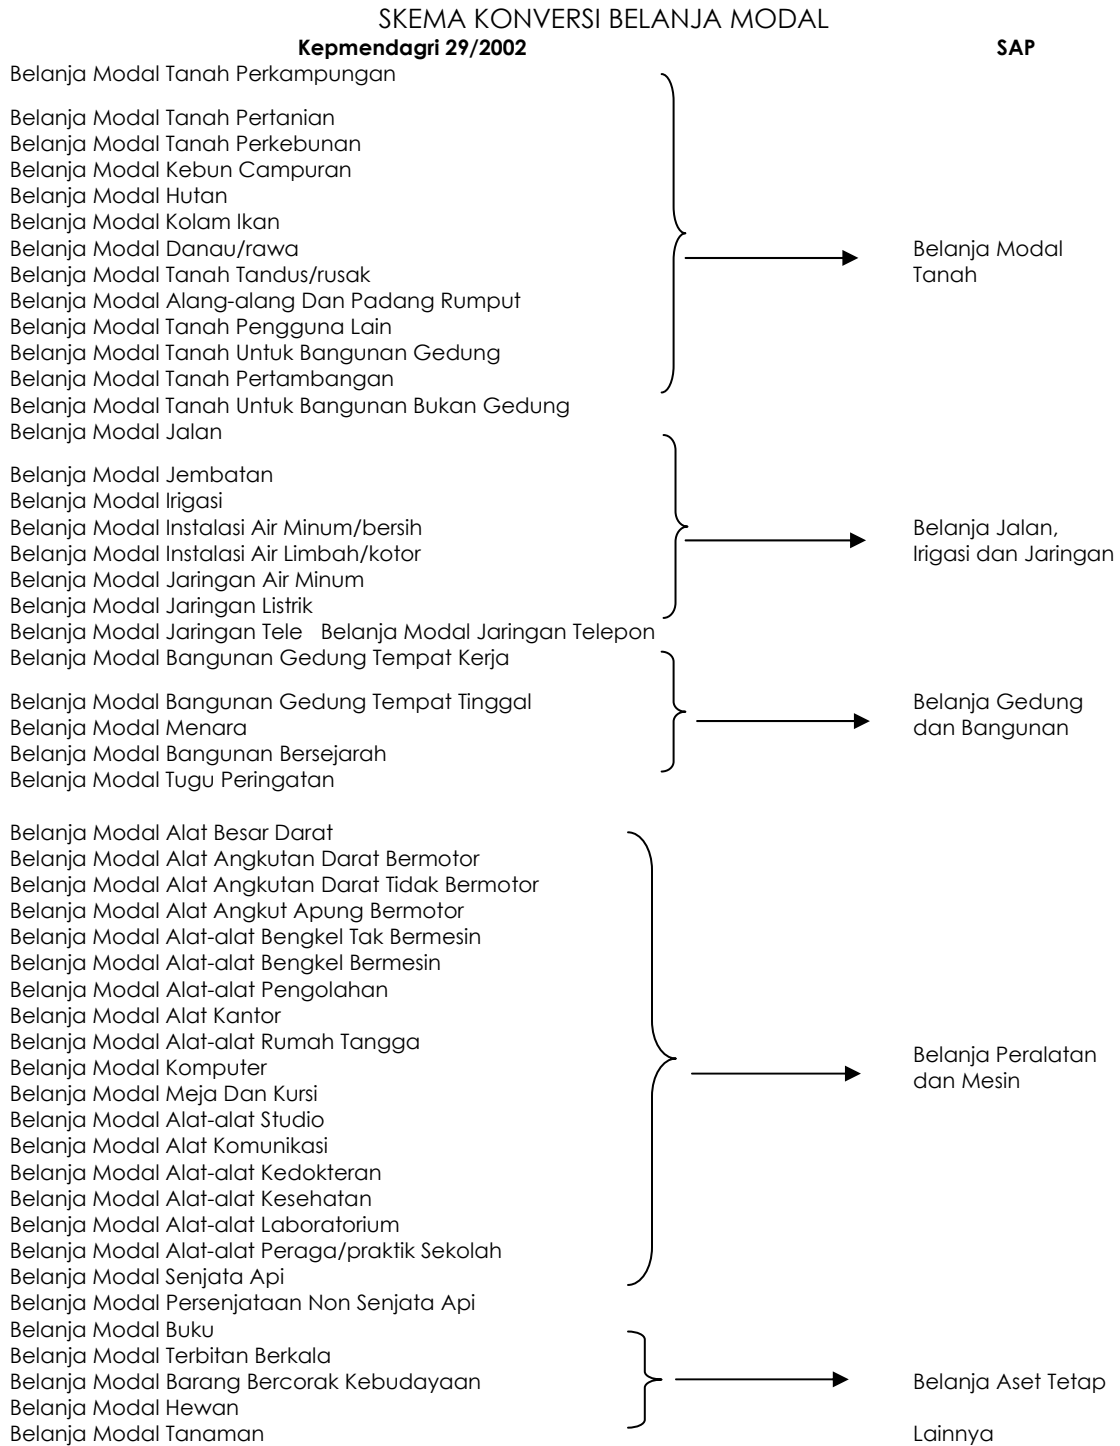 SKEMA KONVERSI BELANJA MODAL
Kepmendagri 29/2002 SAP
Belanja Modal Tanah Perkampungan
Belanja Modal Tanah Pertanian
Belanja Modal Tanah Perkebunan
Belanja Modal Kebun Campuran
Belanja Modal Hutan
Belanja Modal Kolam Ikan
Belanja Modal Danau/rawa Belanja Modal
Belanja Modal Tanah Tandus/rusak Tanah
Belanja Modal Alang-alang Dan Padang Rumput
Belanja Modal Tanah Pengguna Lain
Belanja Modal Tanah Untuk Bangunan Gedung
Belanja Modal Tanah Pertambangan
Belanja Modal Tanah Untuk Bangunan Bukan Gedung
Belanja Modal Jalan
Belanja Modal Jembatan
Belanja Modal Irigasi
Belanja Modal Instalasi Air Minum/bersih Belanja Jalan,
Belanja Modal Instalasi Air Limbah/kotor Irigasi dan Jaringan
Belanja Modal Jaringan Air Minum
Belanja Modal Jaringan Listrik
Belanja Modal Jaringan Tele Belanja Modal Jaringan Telepon
Belanja Modal Bangunan Gedung Tempat Kerja
Belanja Modal Bangunan Gedung Tempat Tinggal Belanja Gedung
Belanja Modal Menara dan Bangunan
Belanja Modal Bangunan Bersejarah
Belanja Modal Tugu Peringatan
Belanja Modal Alat Besar Darat
Belanja Modal Alat Angkutan Darat Bermotor
Belanja Modal Alat Angkutan Darat Tidak Bermotor
Belanja Modal Alat Angkut Apung Bermotor
Belanja Modal Alat-alat Bengkel Tak Bermesin
Belanja Modal Alat-alat Bengkel Bermesin
Belanja Modal Alat-alat Pengolahan
Belanja Modal Alat Kantor
Belanja Modal Alat-alat Rumah Tangga
Belanja Modal Komputer Belanja Peralatan
Belanja Modal Meja Dan Kursi dan Mesin
Belanja Modal Alat-alat Studio
Belanja Modal Alat Komunikasi
Belanja Modal Alat-alat Kedokteran
Belanja Modal Alat-alat Kesehatan
Belanja Modal Alat-alat Laboratorium
Belanja Modal Alat-alat Peraga/praktik Sekolah
Belanja Modal Senjata Api
Belanja Modal Persenjataan Non Senjata Api
Belanja Modal Buku
Belanja Modal Terbitan Berkala
Belanja Modal Barang Bercorak Kebudayaan Belanja Aset Tetap
Belanja Modal Hewan
Belanja Modal Tanaman Lainnya